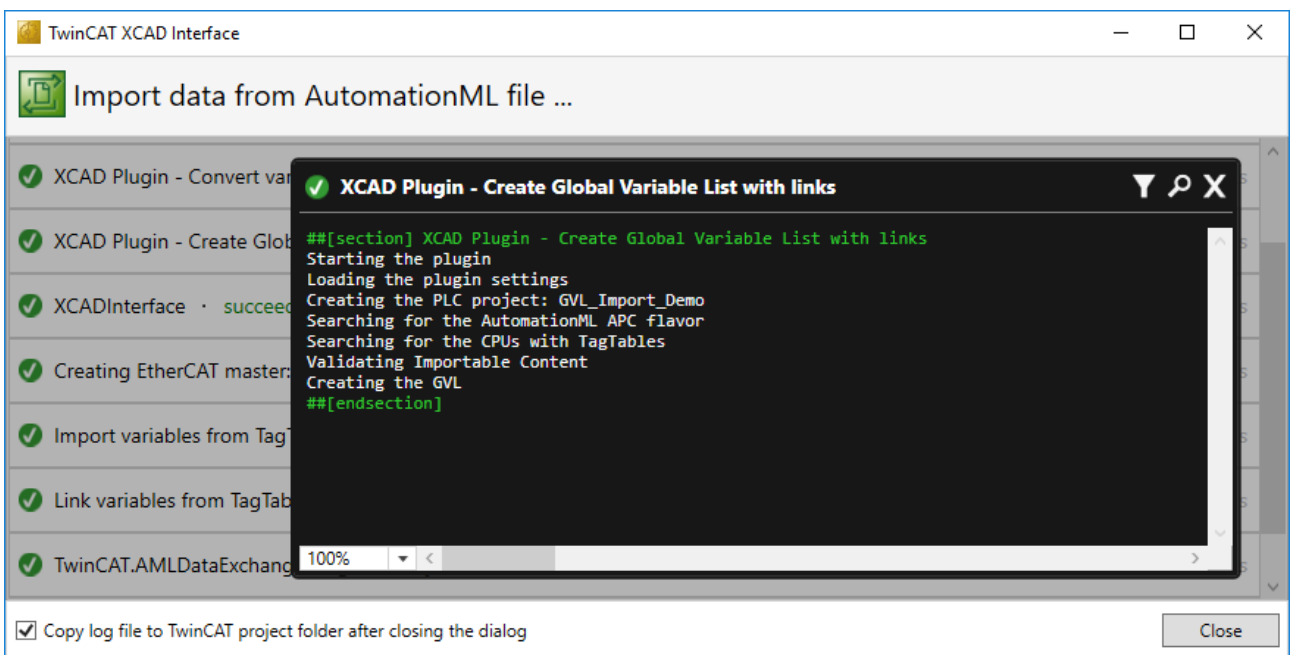 TwinCAT XCAD Interface
Import data from AutomationML file ...
XCAD Plugin - Convert var
XCAD Plugin - Create Glob
XCADInterface · succeed
Creating EtherCAT master:
Import variables from Tag
Link variables from TagTab
TwinCAT.AMLDataExchang
XCAD Plugin - Create Global Variable List with links
##[section] XCAD Plugin - Create Global Variable List with links
Starting the plugin
Loading the plugin settings
Creating the PLC project: GVL_Import_Demo
Searching for the AutomationML APC flavor
Searching for the CPUs with TagTables
Validating Importable Content
Creating the GVL
##[endsection]
100%
Copy log file to TwinCAT project folder after closing the dialog
Close